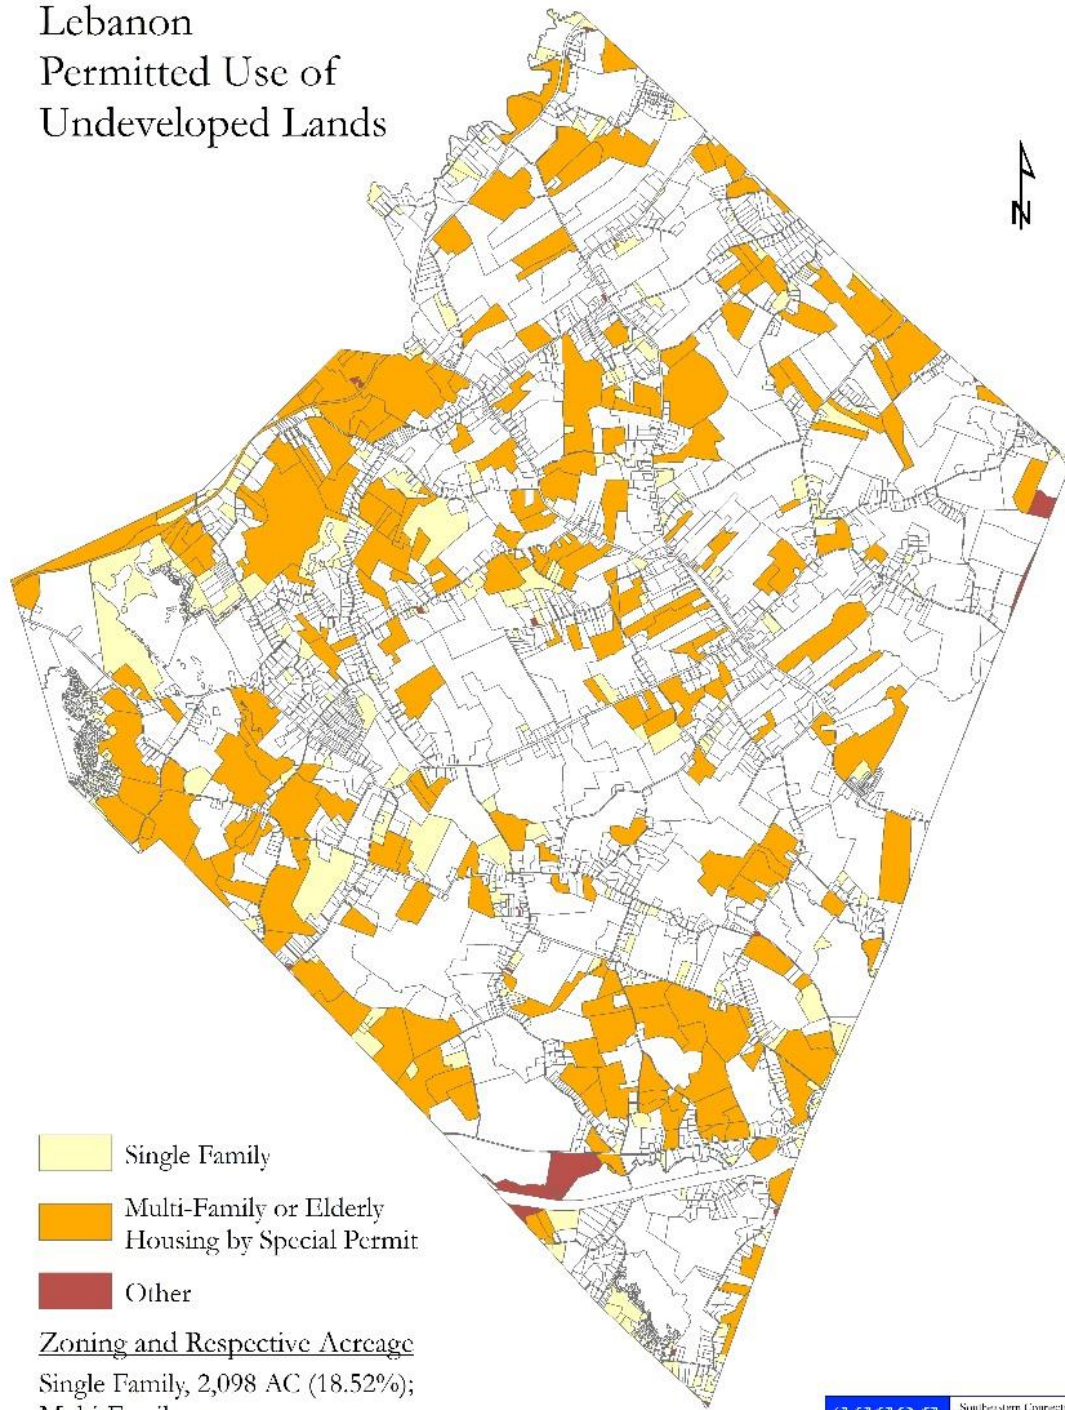 Lebanon
Permitted Use of
Undeveloped Lands
N
Single Family
Multi-Family or Elderly
Housing by Special Permit
Other
Zoning and Respective Acreage
Single Family, 2,098 AC (18.52%);
Southeastern